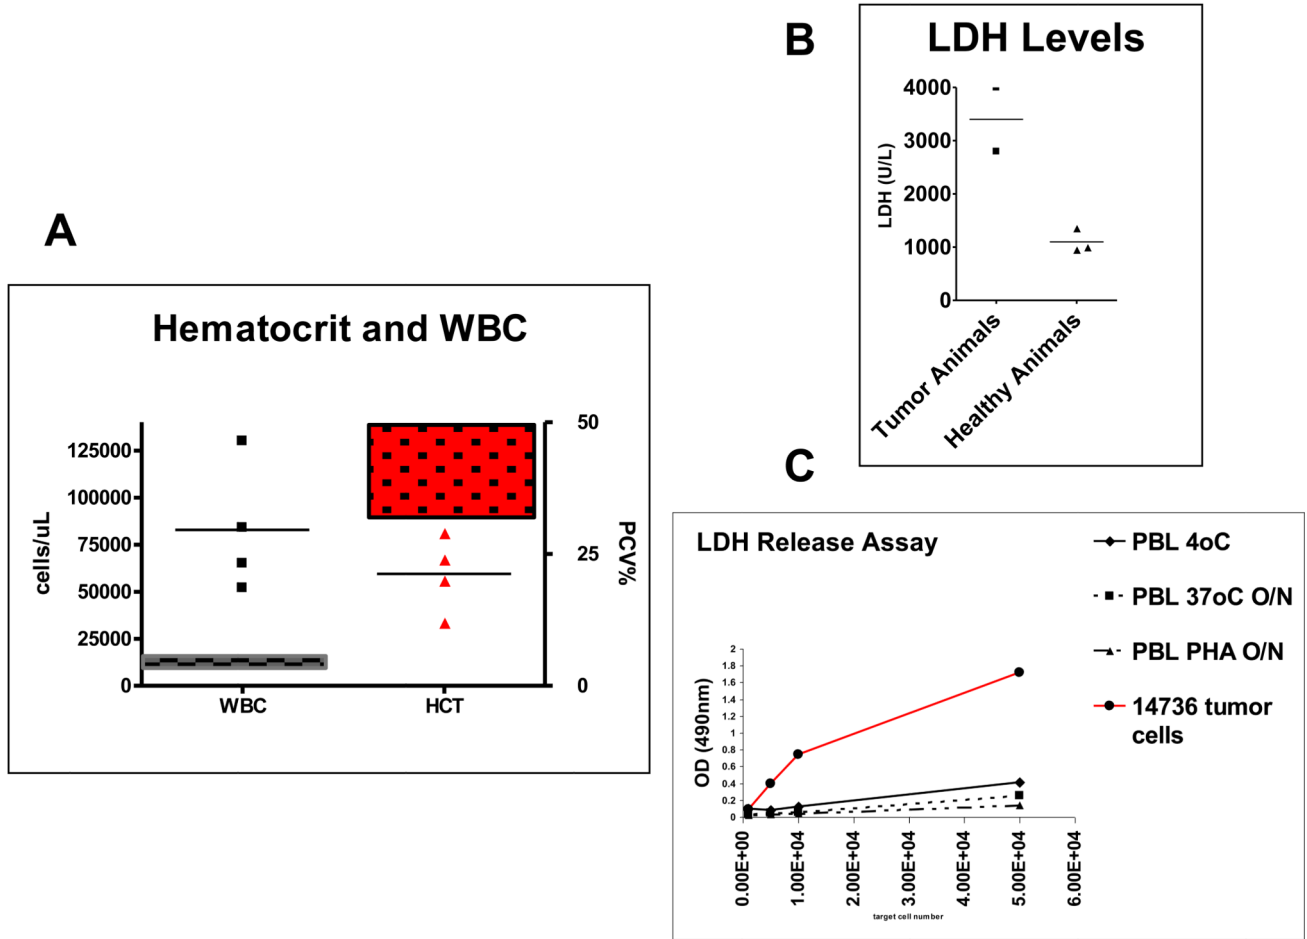 A
Hematocrit and WBC
125000
100000
75000
50000
25000
0
cells/uL
50
25
0
PCV%
WBC
HCT
B
LDH Levels
4000
3000
2000
1000
0
LDH (U/L)
Tumor Animals
Healthy Animals
C
LDH Release Assay
PBL 4oC
PBL 37oC O/N
PBL PHA O/N
14736 tumor
cells
2
1.8
1.6
1.4
1.2
1
0.8
0.6
0.4
0.2
0
OD (490nm)
0.00E+00
1.00E+04
2.00E+04
3.00E+04
4.00E+04
5.00E+04
6.00E+04
target cell number